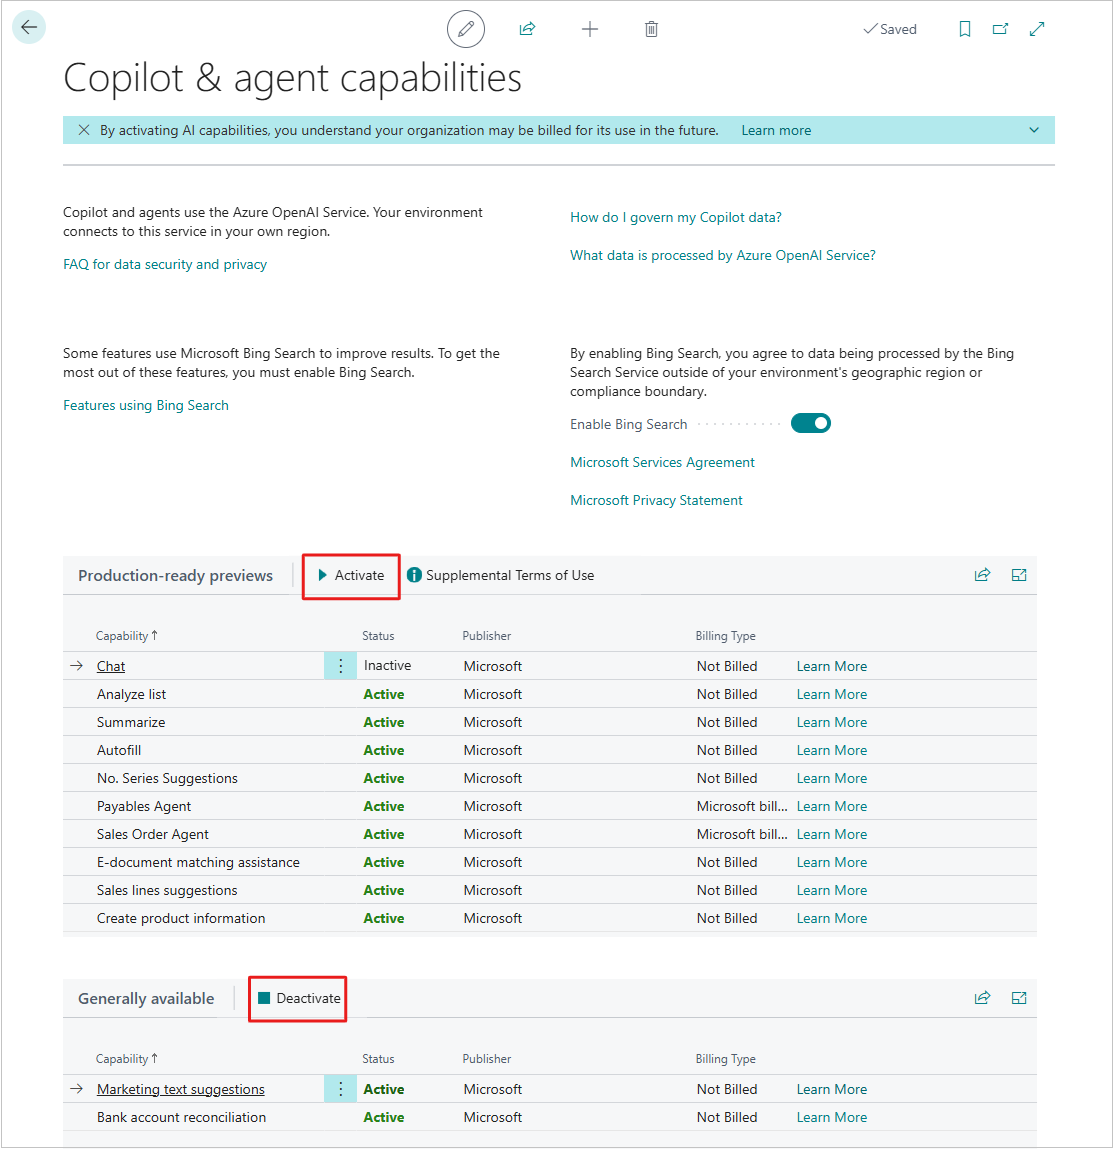 Saved
Copilot & agent capabilities
By activating AI capabilities, you understand your organization may be billed for its use in the future. Learn more
Copilot and agents use the Azure OpenAI Service. Your environment
connects to this service in your own region.
FAQ for data security and privacy
How do I govern my Copilot data?
What data is processed by Azure OpenAI Service?
Some features use Microsoft Bing Search to improve results. To get the
most out of these features, you must enable Bing Search.
Features using Bing Search
By enabling Bing Search, you agree to data being processed by the Bing
Search Service outside of your environment's geographic region or
compliance boundary.
Enable Bing Search
Microsoft Services Agreement
Microsoft Privacy Statement
Production-ready previews Activate Supplemental Terms of Use
Capability ↑ Status Publisher Billing Type
Chat Inactive Microsoft Not Billed Learn More
Analyze list Active Microsoft Not Billed Learn More
Summarize Active Microsoft Not Billed Learn More
Autofill Active Microsoft Not Billed Learn More
No. Series Suggestions Active Microsoft Not Billed Learn More
Payables Agent Active Microsoft Microsoft bill... Learn More
Sales Order Agent Active Microsoft Microsoft bill... Learn More
E-document matching assistance Active Microsoft Not Billed Learn More
Sales lines suggestions Active Microsoft Not Billed Learn More
Create product information Active Microsoft Not Billed Learn More
Generally available Deactivate
Capability ↑ Status Publisher Billing Type
Marketing text suggestions Active Microsoft Not Billed Learn More
Bank account reconciliation Active Microsoft Not Billed Learn More